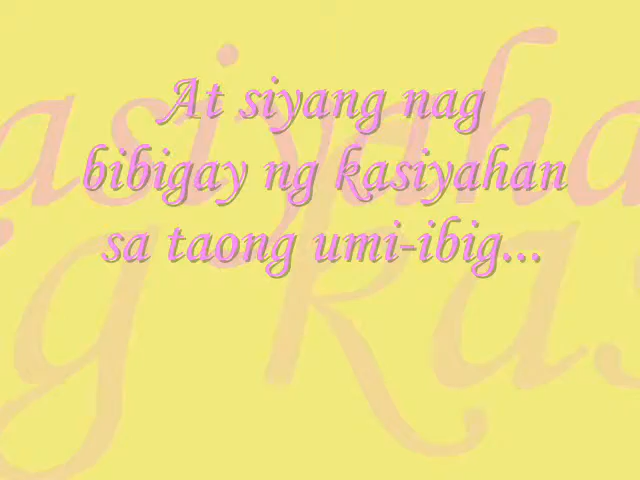 At siyang nag
bibigay ng kasiyahan
sa taong umi-ibig...